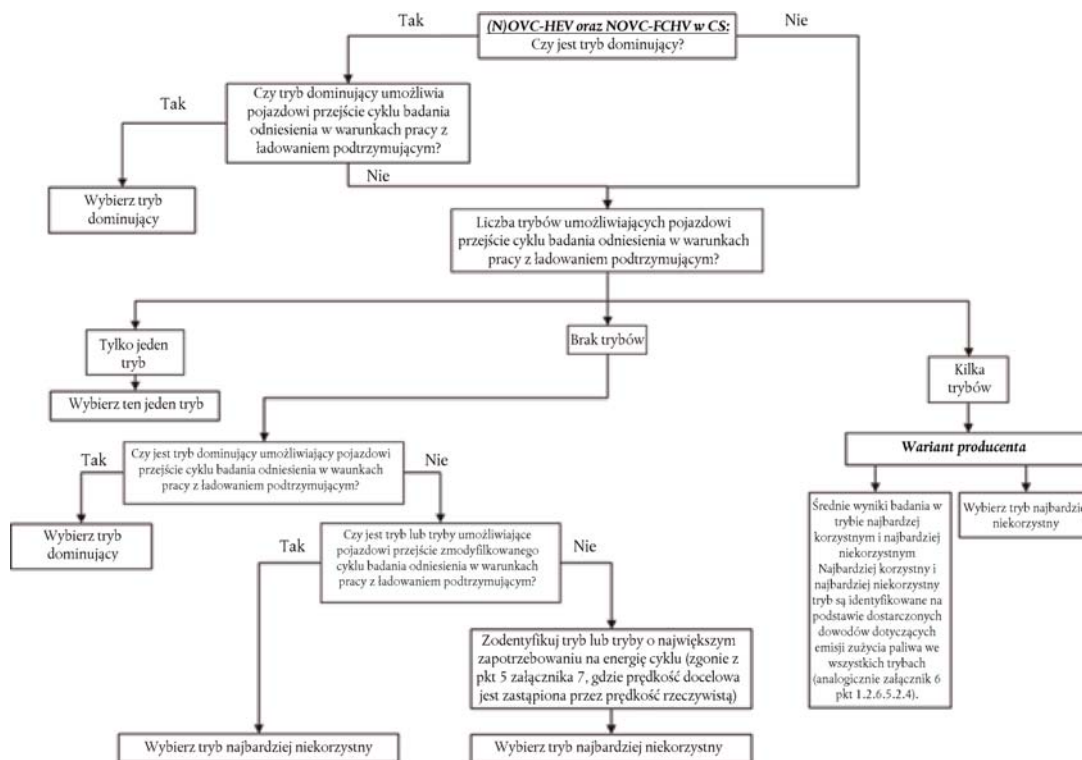 (N)OVC-HEV oraz NOVC-FCHV w CS:
Czy jest tryb dominujący?
Tak
Nie
Czy tryb dominujący umożliwia
pojazdowi przejście cyklu badania
odniesienia w warunkach pracy z
ładowaniem podtrzymującym?
Tak
Nie
Wybierz tryb
dominujący
Liczba trybów umożliwiających pojazdowi
przejście cyklu badania odniesienia w warunkach
pracy z ładowaniem podtrzymującym?
Tylko jeden
tryb
Brak trybów
Kilka
trybów
Wybierz ten jeden tryb
Wariant producenta
Czy jest tryb dominujący umożliwiający pojazdowi
przejście cyklu badania odniesienia w waunkach
pracy z ładowaniem podtrzymującym?
Tak
Nie
Wybierz tryb
dominujący
Średnie wyniki badania w
trybie najbardzej
korzystnym i najbardziej
niekorzystnym
Najbardziej korzystny i
najbardziej niekorzystny
tryb są identyfikowane na
podstawie dostarczonych
dowodów dotyczących
emisji zużycia paliwa we
wszystkich trybach
(analogicznie załącznik 6
pkt 1.2.6.5.2.4).
Wybierz tryb najbardzie
niekorzystny
Czy jest tryb lub tryby umożliwiające
pojazdowi przejście zmodyfikowanego
cyklu badania odniesienia w warunkach
pracy z ładowaniem podtrzymującym?
Tak
Nie
Zodentyfikuj tryb lub tryby o największym
zapotrzebowaniu na energię cyklu (zgonie z
pkt 5 załącznika 7, gdzie prędkość docelowa
jest zastąpiona przez prędkość rzeczywistą)
Wybierz tryb najbardziej niekorzystny
Wybierz tryb najbardziej niekorzystny